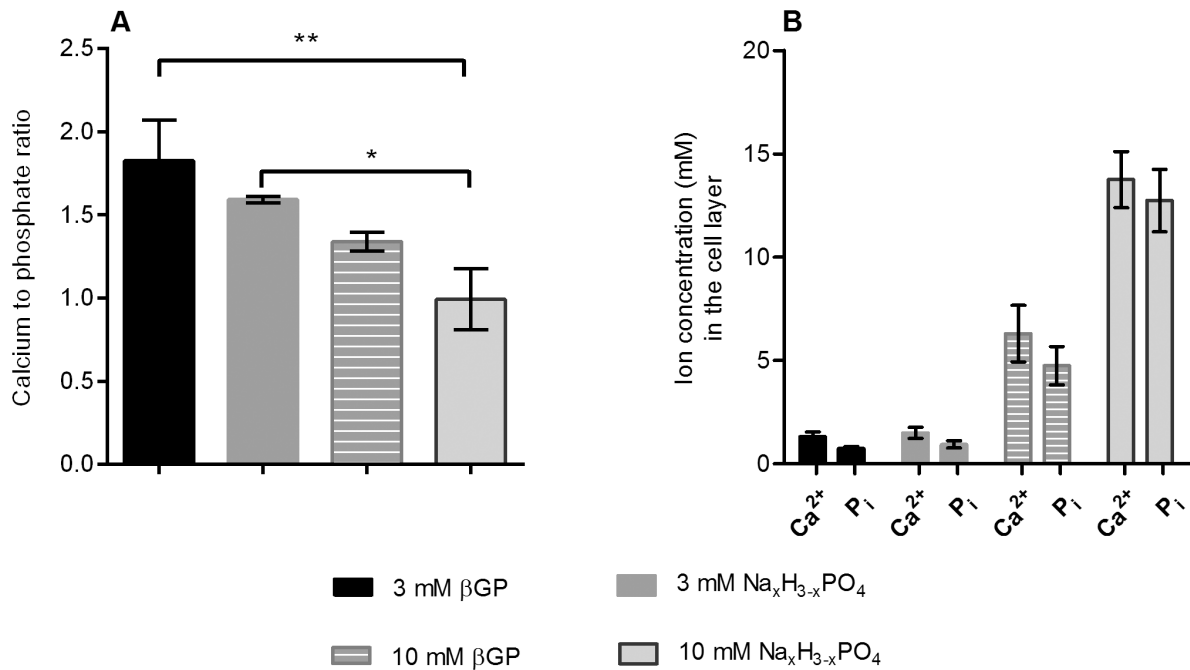 A
Calcium to phosphate ratio
2.5
2.0
1.5
1.0
0.5
0.0
**
*
B
Ion concentration (mM)
in the cell layer
20
15
10
5
0
Ca²⁺ Pᵢ Ca²⁺ Pᵢ Ca²⁺ Pᵢ Ca²⁺ Pᵢ
3 mM βGP
3 mM NaₓH₃₋ₓPO₄
10 mM βGP
10 mM NaₓH₃₋ₓPO₄